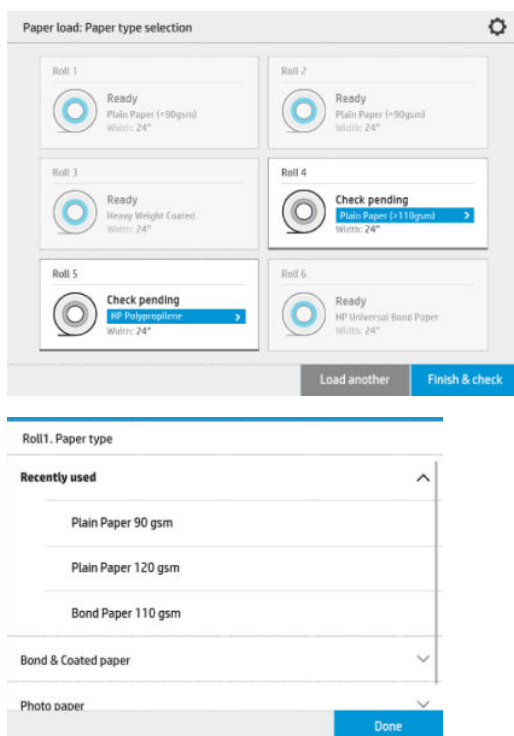 Paper load: Paper type selection
Roll 1
Ready
Plain Paper (<90gsm)
Width: 24"
Roll 2
Ready
Plain Paper (<90gsm)
Width: 24"
Roll 3
Ready
Heavy Weight Coated
Width: 24"
Roll 4
Check pending
Plain Paper (>110gsm)
Width: 24"
Roll 5
Check pending
HP Polypropilene
Width: 24"
Roll 6
Ready
HP Universal Bond Paper
Width: 24"
Load another
Finish & check
Roll1. Paper type
Recently used
Plain Paper 90 gsm
Plain Paper 120 gsm
Bond Paper 110 gsm
Bond & Coated paper
Photo paper
Done